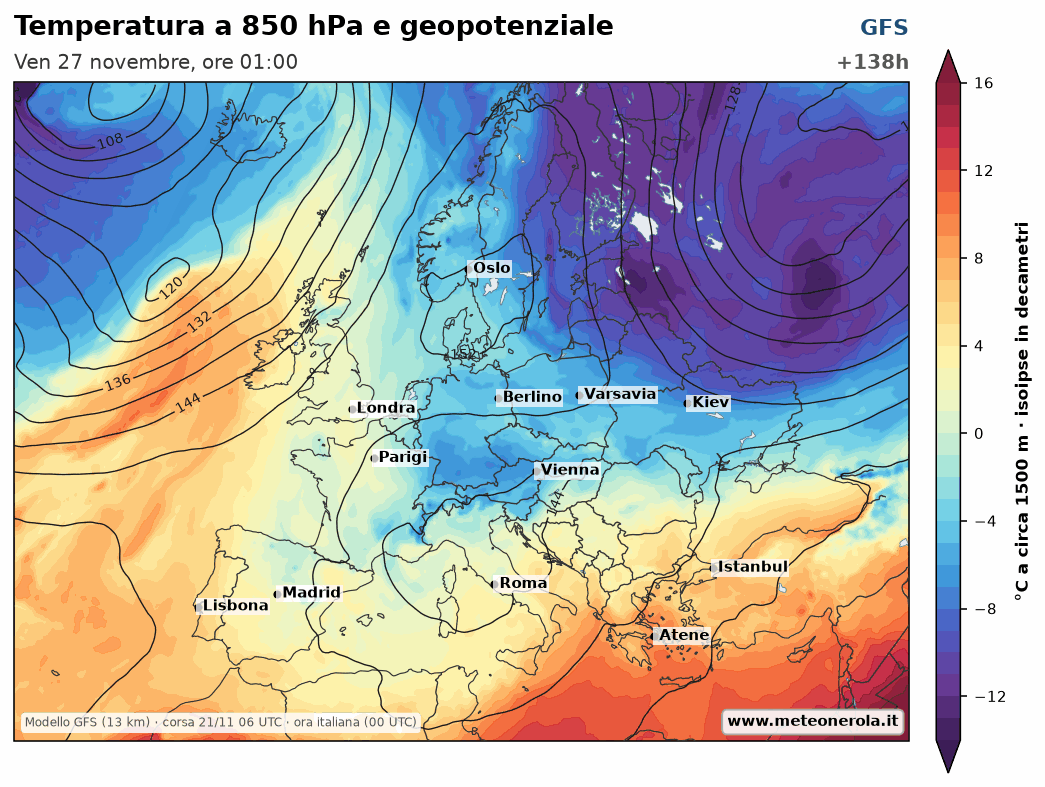 Temperatura a 850 hPa e geopotenziale
GFS
Ven 27 novembre, ore 01:00
+138h
108
128
120
132
136
144
152
144
Oslo
Londra
Berlino
Varsavia
Kiev
Parigi
Vienna
Lisbona
Madrid
Roma
Istanbul
Atene
Modello GFS (13 km) · corsa 21/11 06 UTC · ora italiana (00 UTC)
www.meteonerola.it
16
12
8
4
0
−4
−8
−12
°C a circa 1500 m · isoipse in decametri